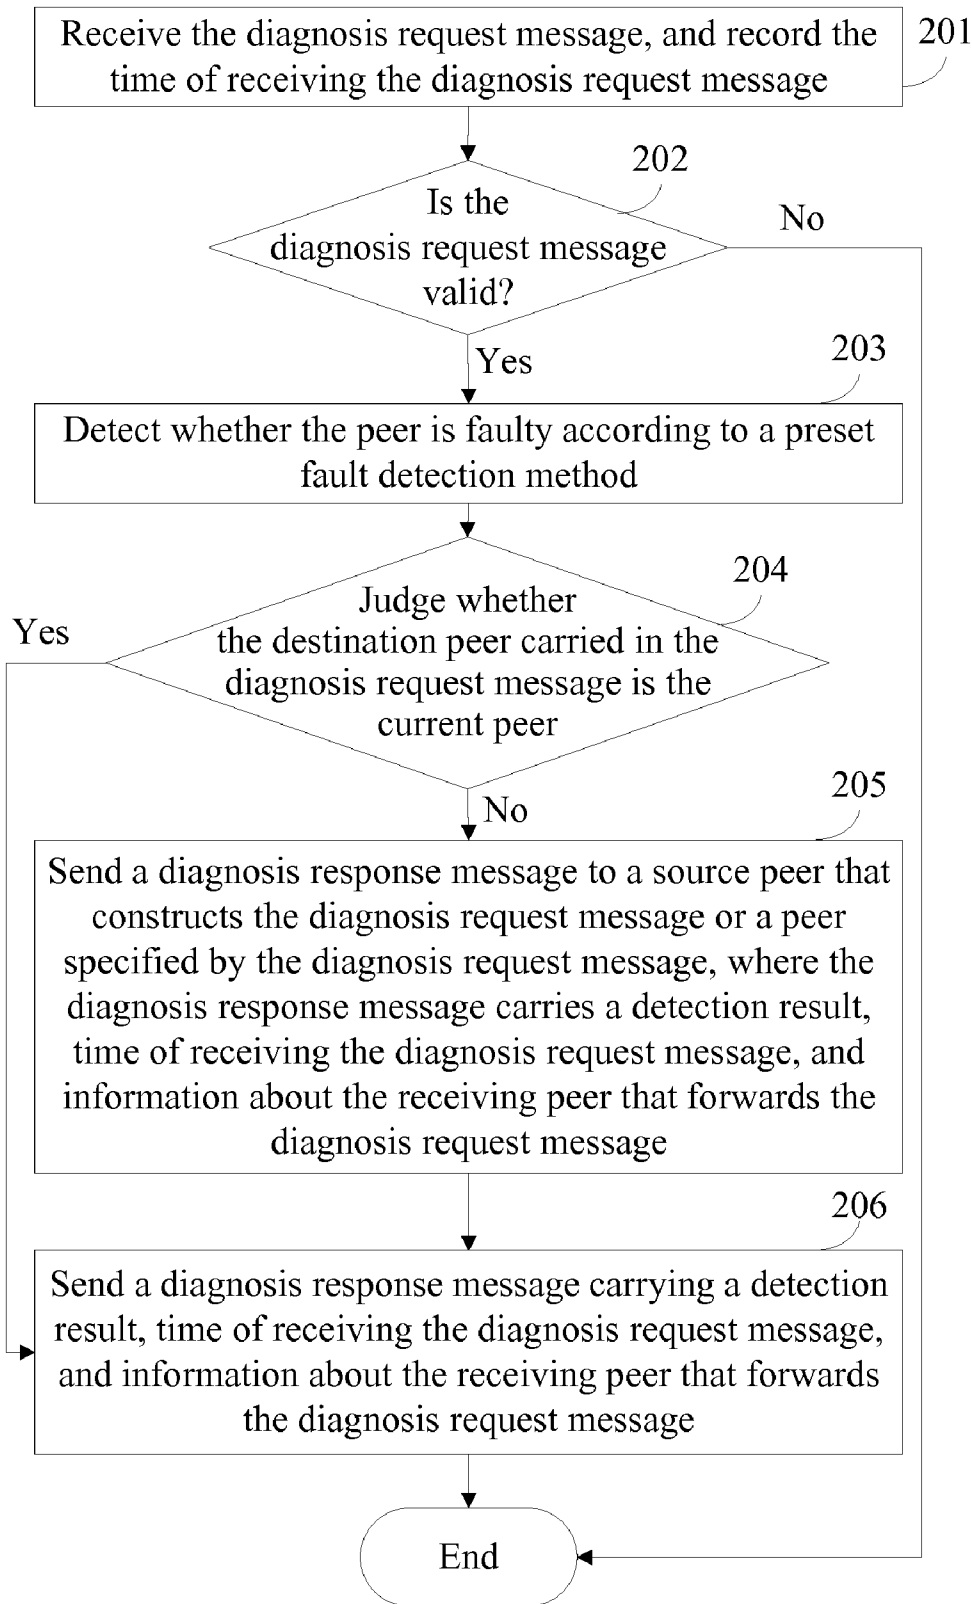 Receive the diagnosis request message, and record the
time of receiving the diagnosis request message
201
202
Is the
diagnosis request message
valid?
No
Yes
203
Detect whether the peer is faulty according to a preset
fault detection method
204
Judge whether
the destination peer carried in the
diagnosis request message is the
current peer
Yes
No
205
Send a diagnosis response message to a source peer that
constructs the diagnosis request message or a peer
specified by the diagnosis request message, where the
diagnosis response message carries a detection result,
time of receiving the diagnosis request message, and
information about the receiving peer that forwards the
diagnosis request message
206
Send a diagnosis response message carrying a detection
result, time of receiving the diagnosis request message,
and information about the receiving peer that forwards
the diagnosis request message
End